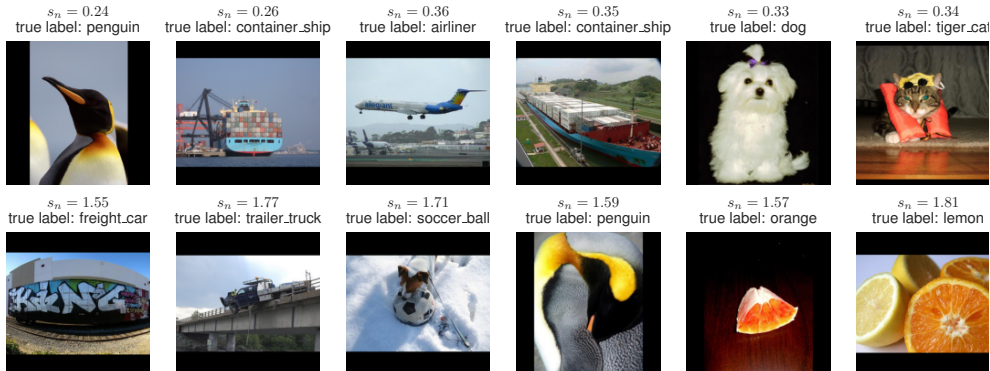 s_n = 0.24 s_n = 0.26 s_n = 0.36 s_n = 0.35 s_n = 0.33 s_n = 0.34
true label: penguin true label: container_ship true label: airliner true label: container_ship true label: dog true label: tiger_cat
allegiant
s_n = 1.55 s_n = 1.77 s_n = 1.71 s_n = 1.59 s_n = 1.57 s_n = 1.81
true label: freight_car true label: trailer_truck true label: soccer_ball true label: penguin true label: orange true label: lemon